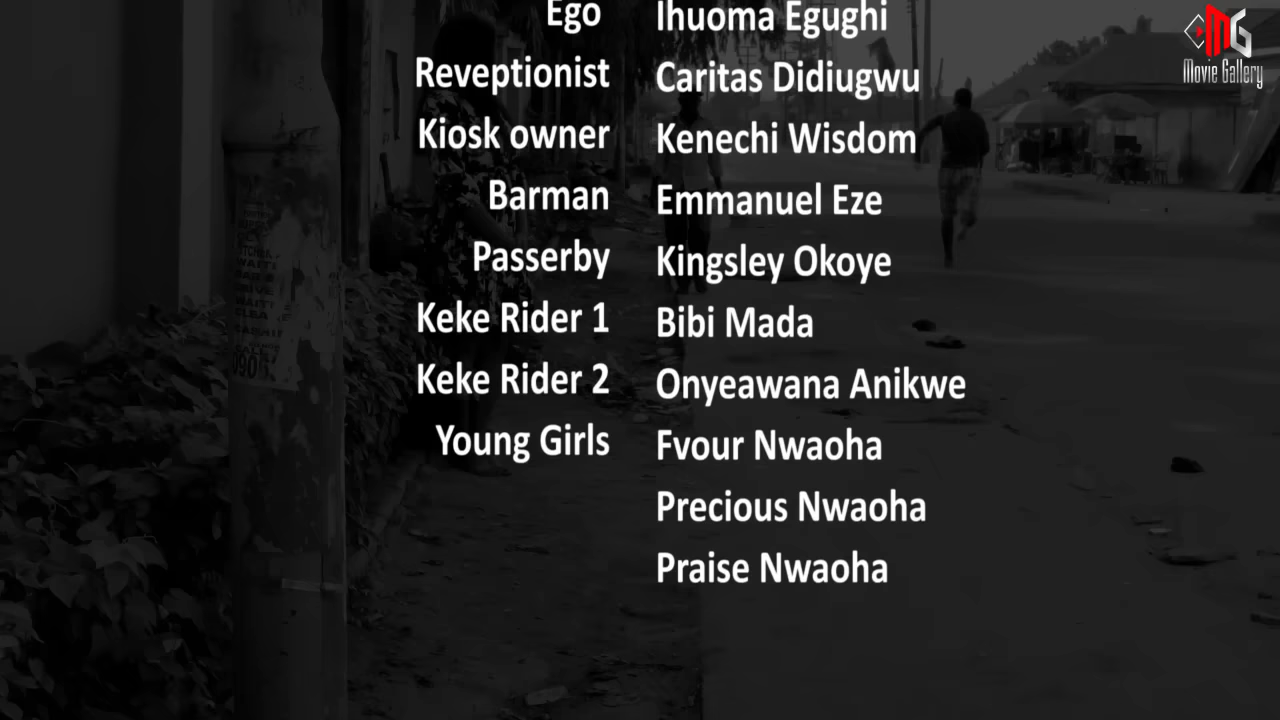 Ego Ihuoma Egughi
Reveptionist Caritas Didiugwu
Kiosk owner Kenechi Wisdom
Barman Emmanuel Eze
Passerby Kingsley Okoye
Keke Rider 1 Bibi Mada
Keke Rider 2 Onyeawana Anikwe
Young Girls Fvour Nwaoha
Precious Nwaoha
Praise Nwaoha
MG
Movie Gallery